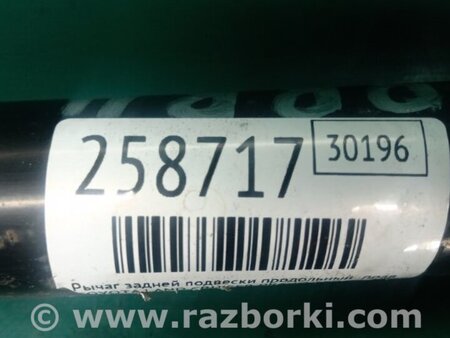 258717
30196
Рычаг задней подвески продольный
www.razborki.com